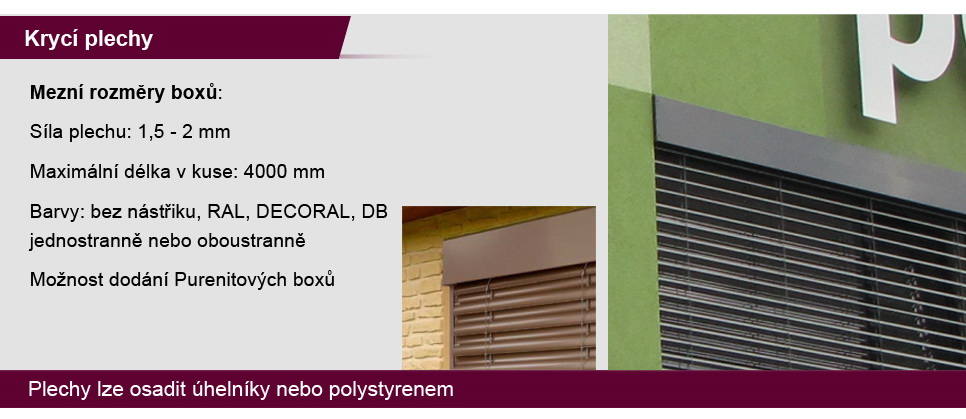 Krycí plechy
Mezní rozměry boxů:
Síla plechu: 1,5 - 2 mm
Maximální délka v kuse: 4000 mm
Barvy: bez nástřiku, RAL, DECORAL, DB
jednostranně nebo oboustranně
Možnost dodání Purenitových boxů
Plechy lze osadit úhelníky nebo polystyrenem